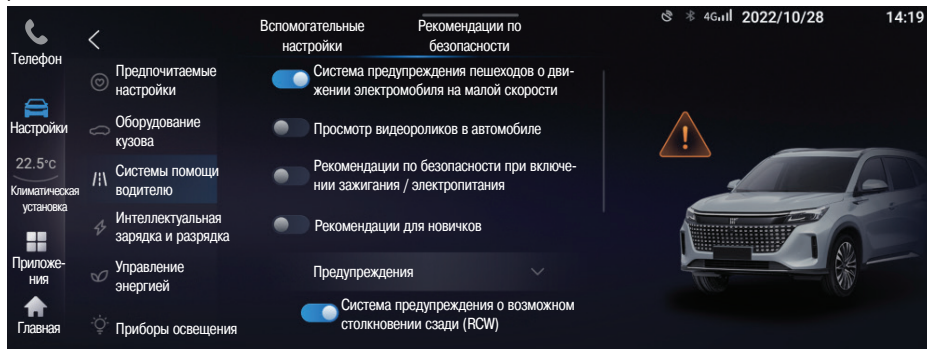 4G 2022/10/28 14:19
Телефон
Настройки
22.5°c
Климатическая
установка
Приложе-
ния
Главная
Предпочитаемые
настройки
Оборудование
кузова
Системы помощи
водителю
Интеллектуальная
зарядка и разрядка
Управление
энергией
Приборы освещения
Вспомогательные
настройки
Рекомендации по
безопасности
Система предупреждения пешеходов о дви-
жении электромобиля на малой скорости
Просмотр видеороликов в автомобиле
Рекомендации по безопасности при включе-
нии зажигания / электропитания
Рекомендации для новичков
Предупреждения
Система предупреждения о возможном
столкновении сзади (RCW)